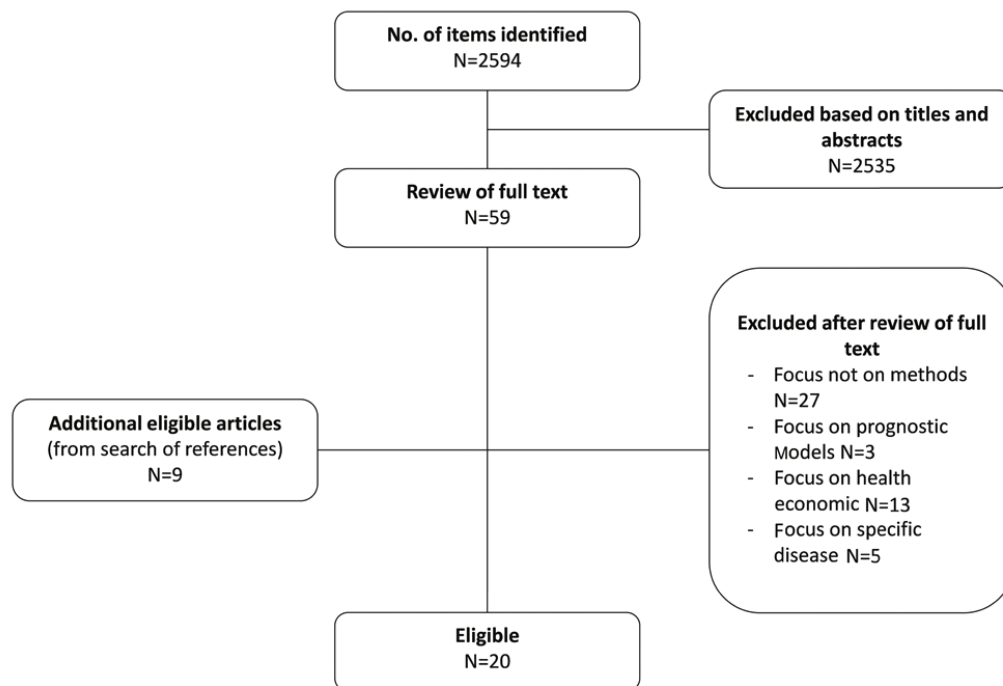 No. of items identified
N=2594
Excluded based on titles and
abstracts
N=2535
Review of full text
N=59
Excluded after review of full
text
- Focus not on methods
N=27
- Focus on prognostic
Models N=3
- Focus on health
economic N=13
- Focus on specific
disease N=5
Additional eligible articles
(from search of references)
N=9
Eligible
N=20